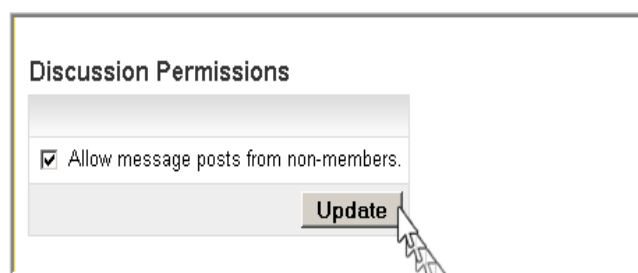 Discussion Permissions
Allow message posts from non-members.
Update